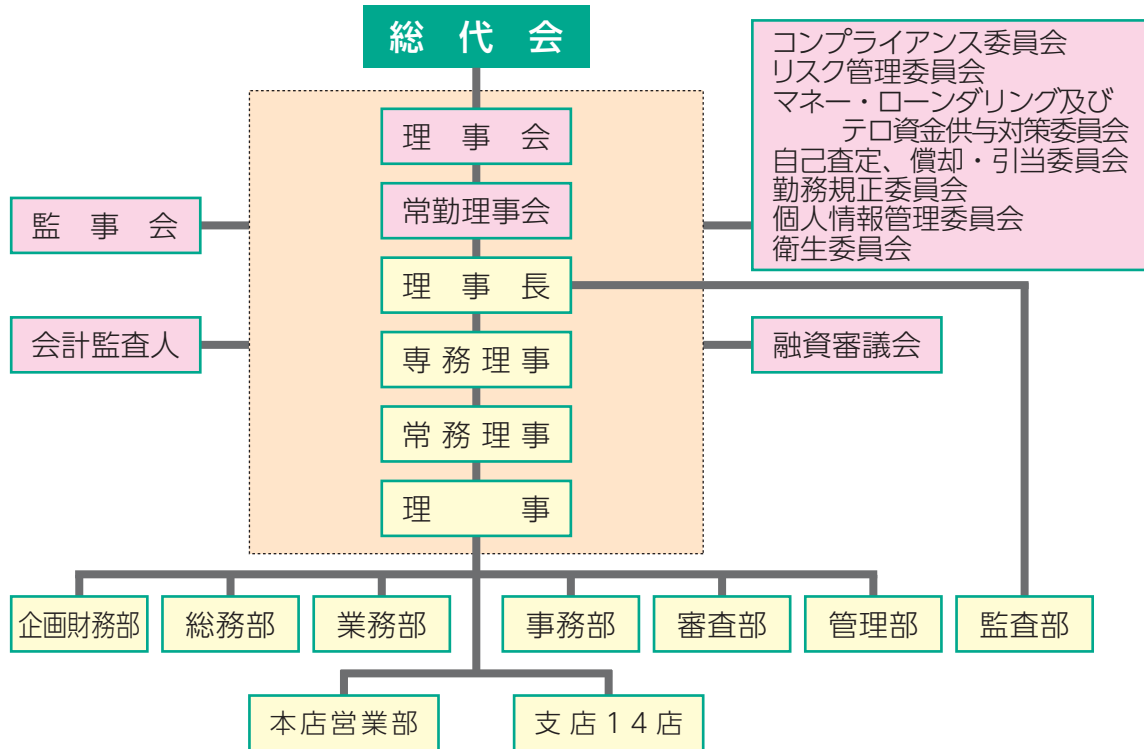 総代会
コンプライアンス委員会
リスク管理委員会
マネー・ローンダリング及び
テロ資金供与対策委員会
自己査定、償却・引当委員会
勤務規正委員会
個人情報管理委員会
衛生委員会
理事会
常勤理事会
監事会
理事長
会計監査人
専務理事
融資審議会
常務理事
理事
企画財務部
総務部
業務部
事務部
審査部
管理部
監査部
本店営業部
支店14店